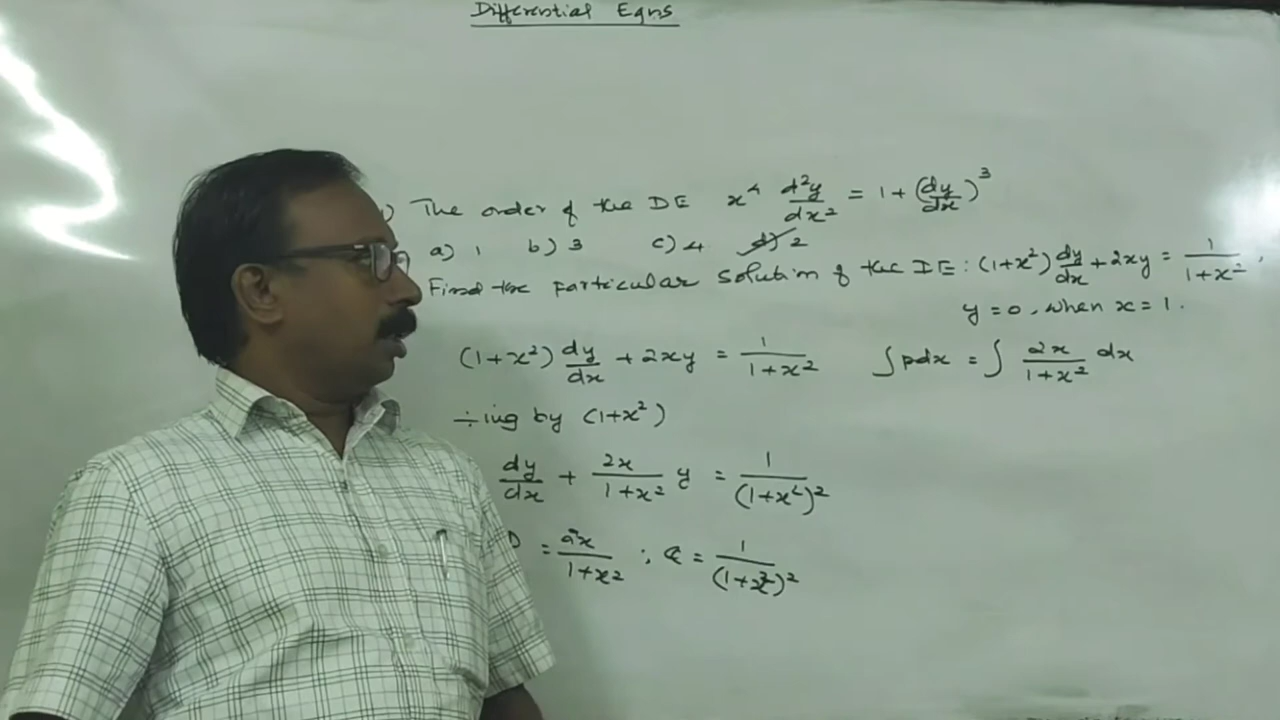 Differential Eqns
) The order of the DE x⁴ d²y/dx² = 1 + (dy/dx)³
a) 1 b) 3 c) 4 d) 2
Find the particular solution of the DE : (1+x²) dy/dx + 2xy = 1/(1+x²),
y = 0, when x = 1.
(1+x²) dy/dx + 2xy = 1/(1+x²) ∫ pdx = ∫ 2x/(1+x²) dx
÷ing by (1+x²)
dy/dx + 2x/(1+x²) y = 1/(1+x²)²
= 2x/(1+x²) ; Q = 1/(1+x²)²